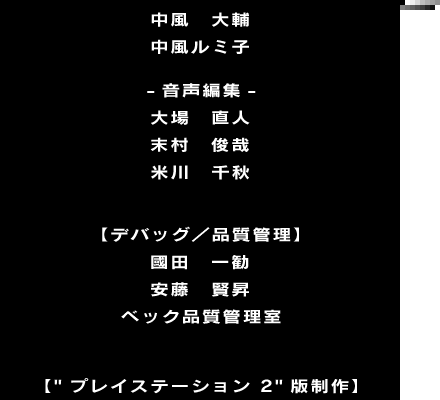 中風　大輔
中風ルミ子
－音声編集－
大場　直人
末村　俊哉
米川　千秋
【デバッグ／品質管理】
國田　一勧
安藤　賢昇
ベック品質管理室
【"プレイステーション 2"版制作】